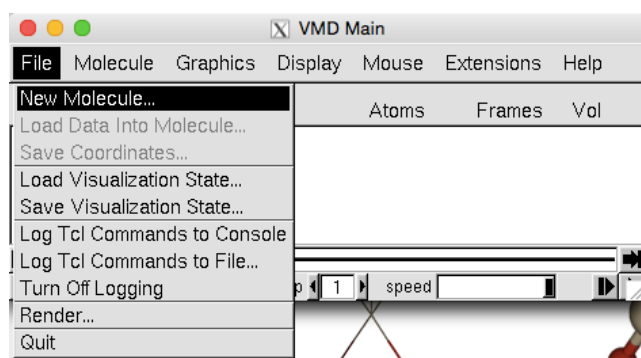 VMD Main
File Molecule Graphics Display Mouse Extensions Help
New Molecule...
Atoms Frames Vol
Load Data Into Molecule...
Save Coordinates...
Load Visualization State...
Save Visualization State...
Log Tcl Commands to Console
Log Tcl Commands to File...
Turn Off Logging 1 speed
Render...
Quit